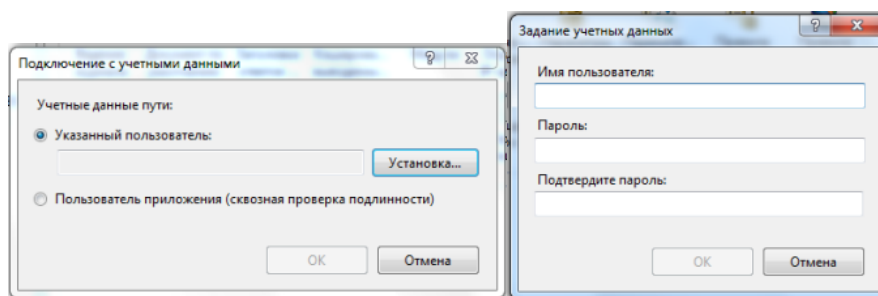 Подключение с учетными данными
Учетные данные пути:
Указанный пользователь:
Установка...
Пользователь приложения (сквозная проверка подлинности)
ОК
Отмена
Задание учетных данных
Имя пользователя:
Пароль:
Подтвердите пароль:
ОК
Отмена